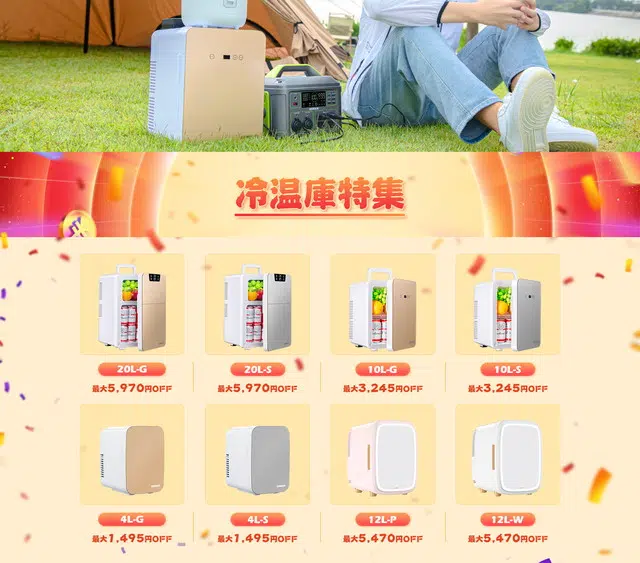 冷温庫特集
20L-G
20L-S
10L-G
10L-S
最大5,970円OFF
最大5,970円OFF
最大3,245円OFF
最大3,245円OFF
4L-G
4L-S
12L-P
12L-W
最大1,495円OFF
最大1,495円OFF
最大5,470円OFF
最大5,470円OFF